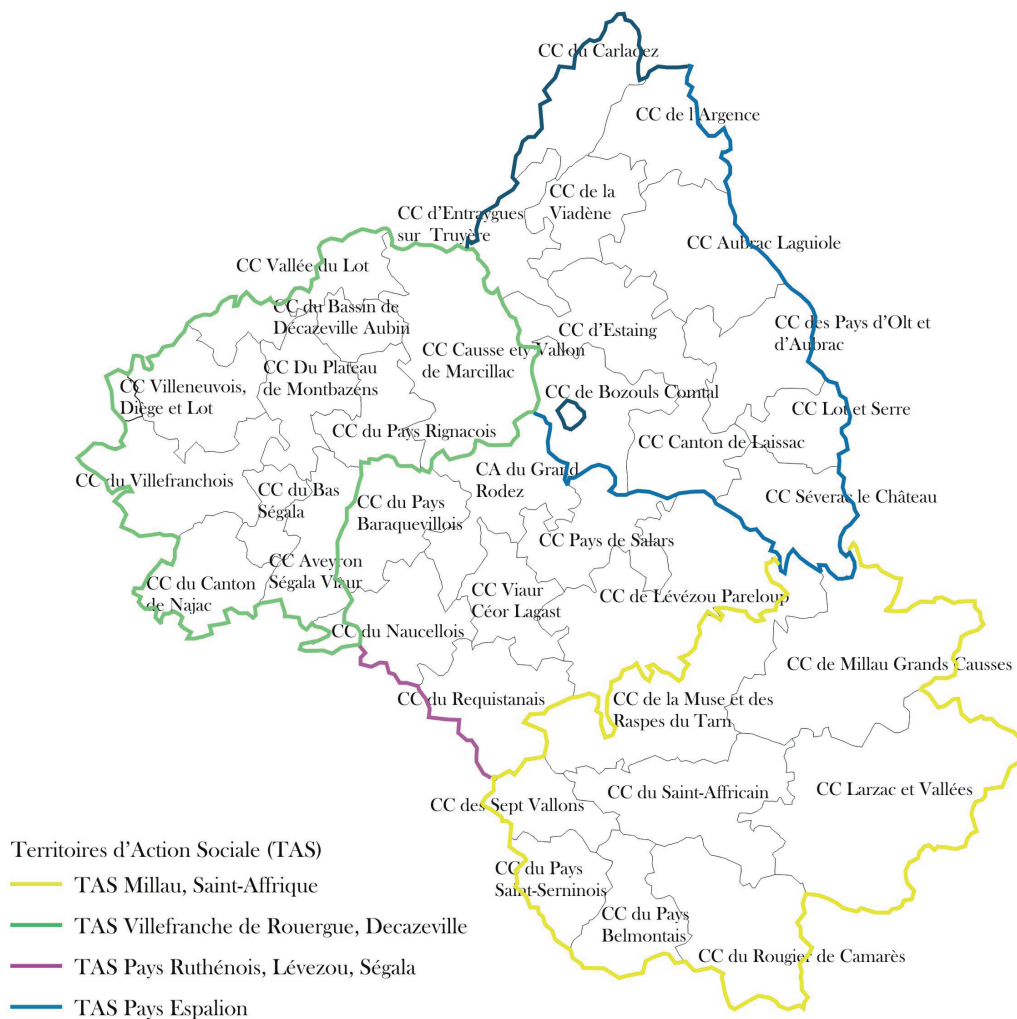 CC du Carladez
CC de l'Argence
CC de la
Viadène
CC d'Entraygues
sur Truyère
CC Aubrac Laguiole
CC Vallée du Lot
CC du Bassin de
Décazeville Aubin
CC d'Estaing
CC des Pays d'Olt et
d'Aubrac
CC Causse ety Vallon
de Marcillac
CC Du Plateau
de Montbazens
CC Villeneuvois,
Diège et Lot
CC de Bozouls Comtal
CC Lot et Serre
CC du Pays Rignacois
CC Canton de Laissac
CA du Grand
Rodez
CC du Villefranchois
CC du Bas
Ségala
CC du Pays
Baraquevillois
CC Séverac le Château
CC Pays de Salars
CC Aveyron
Ségala Viaur
CC du Canton
de Najac
CC Viaur
Céor Lagast
CC de Lévézou Pareloup
CC du Naucellois
CC de Millau Grands Causses
CC du Requistanais
CC de la Muse et des
Raspes du Tarn
CC des Sept Vallons
CC du Saint-Affricain
CC Larzac et Vallées
CC du Pays
Saint-Serninois
CC du Pays
Belmontais
CC du Rougier de Camarès
Territoires d'Action Sociale (TAS)
TAS Millau, Saint-Affrique
TAS Villefranche de Rouergue, Decazeville
TAS Pays Ruthénois, Lévezou, Ségala
TAS Pays Espalion